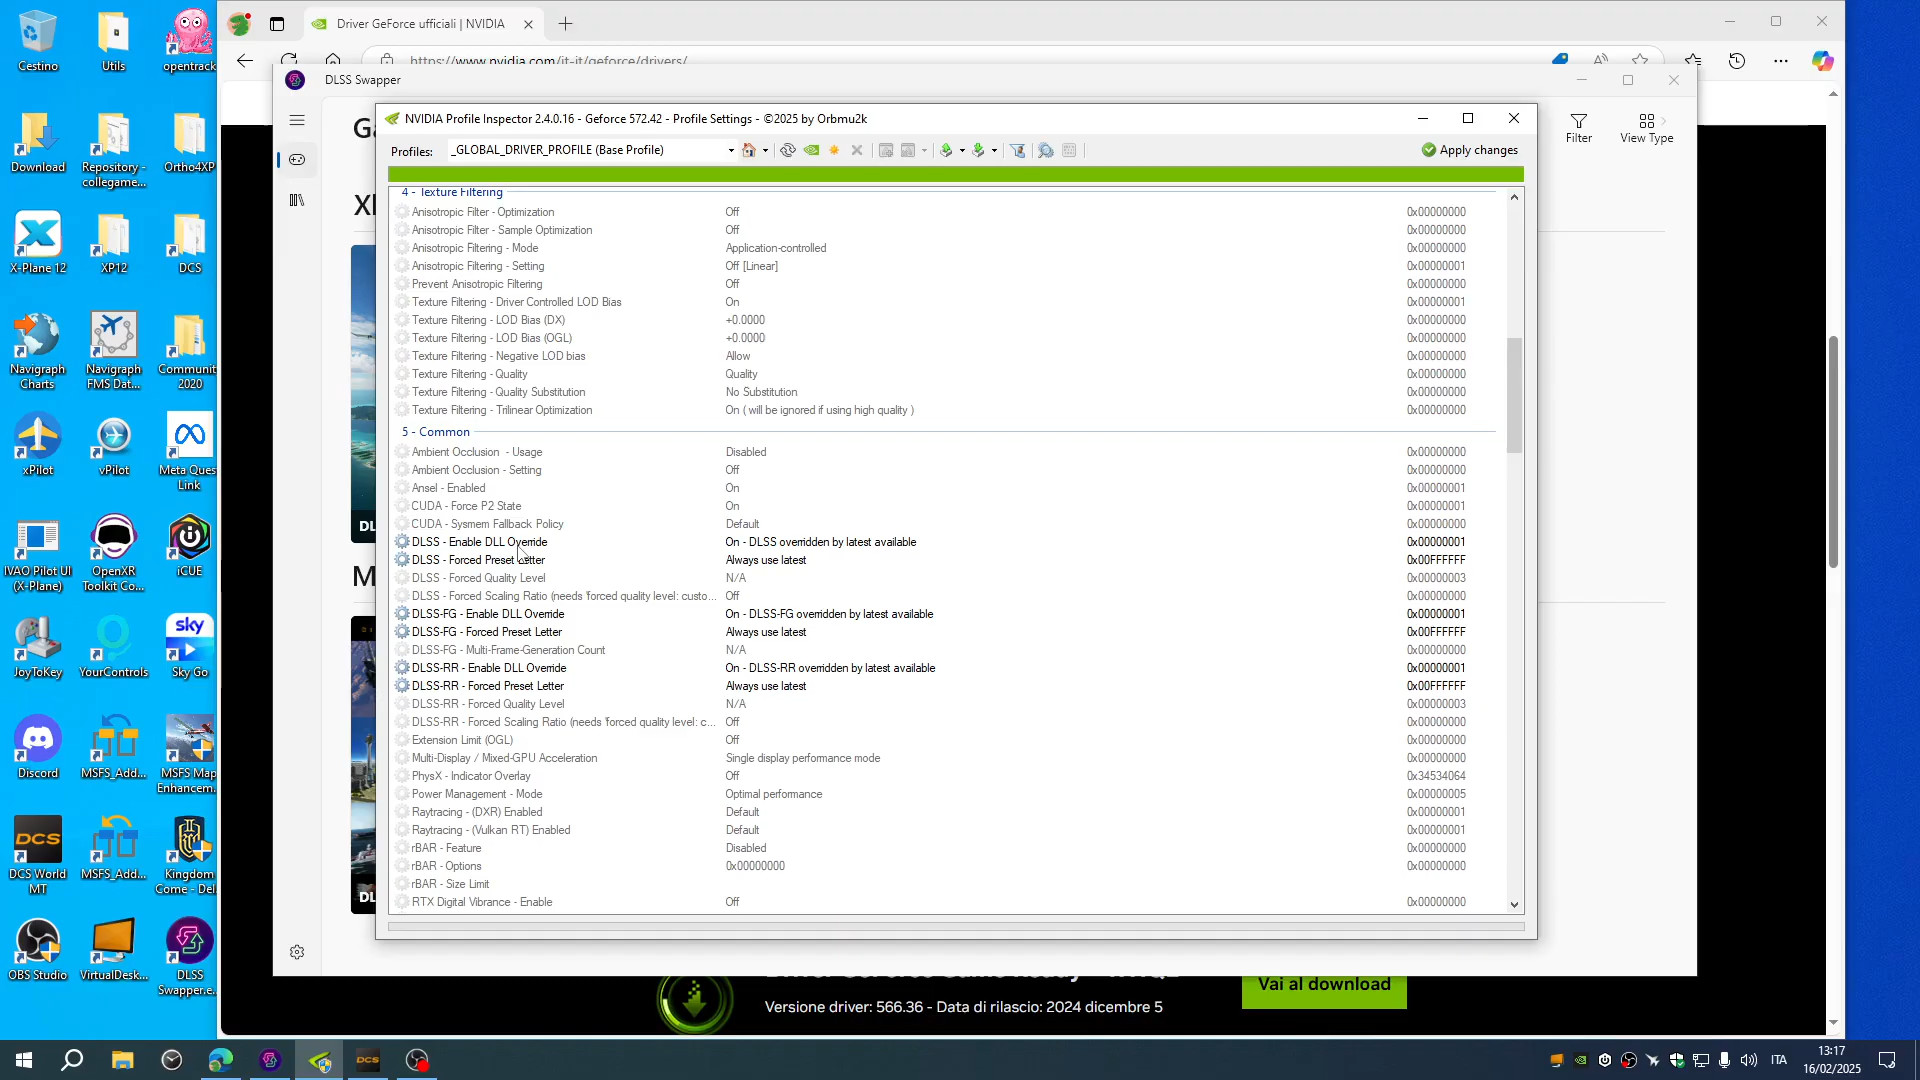 Cestino
Utils
opentrack
Download
Repository -
collegame...
Ortho4XP
X-Plane 12
XP12
DCS
Navigraph
Charts
Navigraph
FMS Dat...
Communit
2020
xPilot
vPilot
Meta Ques
Link
IVAO Pilot UI
(X-Plane)
OpenXR
Toolkit Co...
iCUE
JoyToKey
YourControls
sky
Sky Go
Discord
MSFS_Add...
MSFS Map
Enhancem...
DCS
DCS World
MT
MSFS_Add...
Kingdom
Come - Del...
OBS Studio
VirtualDesk...
DLSS
Swapper.e...
Driver GeForce ufficiali | NVIDIA
https://www.nvidia.com/it-it/geforce/drivers/
DLSS Swapper
Filter
View Type
NVIDIA Profile Inspector 2.4.0.16 - Geforce 572.42 - Profile Settings - ©2025 by Orbmu2k
Profiles: _GLOBAL_DRIVER_PROFILE (Base Profile) Apply changes
4 - Texture Filtering
Anisotropic Filter - Optimization Off 0x00000000
Anisotropic Filter - Sample Optimization Off 0x00000000
Anisotropic Filtering - Mode Application-controlled 0x00000000
Anisotropic Filtering - Setting Off [Linear] 0x00000001
Prevent Anisotropic Filtering Off 0x00000000
Texture Filtering - Driver Controlled LOD Bias On 0x00000001
Texture Filtering - LOD Bias (DX) +0.0000 0x00000000
Texture Filtering - LOD Bias (OGL) +0.0000 0x00000000
Texture Filtering - Negative LOD bias Allow 0x00000000
Texture Filtering - Quality Quality 0x00000000
Texture Filtering - Quality Substitution No Substitution 0x00000000
Texture Filtering - Trilinear Optimization On ( will be ignored if using high quality ) 0x00000000
5 - Common
Ambient Occlusion - Usage Disabled 0x00000000
Ambient Occlusion - Setting Off 0x00000000
Ansel - Enabled On 0x00000001
CUDA - Force P2 State On 0x00000001
CUDA - Sysmem Fallback Policy Default 0x00000000
DLSS - Enable DLL Override On - DLSS overridden by latest available 0x00000001
DLSS - Forced Preset Letter Always use latest 0x00FFFFFF
DLSS - Forced Quality Level N/A 0x00000003
DLSS - Forced Scaling Ratio (needs 'forced quality level: custo... Off 0x00000000
DLSS-FG - Enable DLL Override On - DLSS-FG overridden by latest available 0x00000001
DLSS-FG - Forced Preset Letter Always use latest 0x00FFFFFF
DLSS-FG - Multi-Frame-Generation Count N/A 0x00000000
DLSS-RR - Enable DLL Override On - DLSS-RR overridden by latest available 0x00000001
DLSS-RR - Forced Preset Letter Always use latest 0x00FFFFFF
DLSS-RR - Forced Quality Level N/A 0x00000003
DLSS-RR - Forced Scaling Ratio (needs 'forced quality level: c... Off 0x00000000
Extension Limit (OGL) Off 0x00000000
Multi-Display / Mixed-GPU Acceleration Single display performance mode 0x00000000
PhysX - Indicator Overlay Off 0x34534064
Power Management - Mode Optimal performance 0x00000005
Raytracing - (DXR) Enabled Default 0x00000001
Raytracing - (Vulkan RT) Enabled Default 0x00000001
rBAR - Feature Disabled 0x00000000
rBAR - Options 0x00000000 0x00000000
rBAR - Size Limit
RTX Digital Vibrance - Enable Off 0x00000000
Vai al download
Versione driver: 566.36 - Data di rilascio: 2024 dicembre 5
DCS
ITA
13:17
16/02/2025